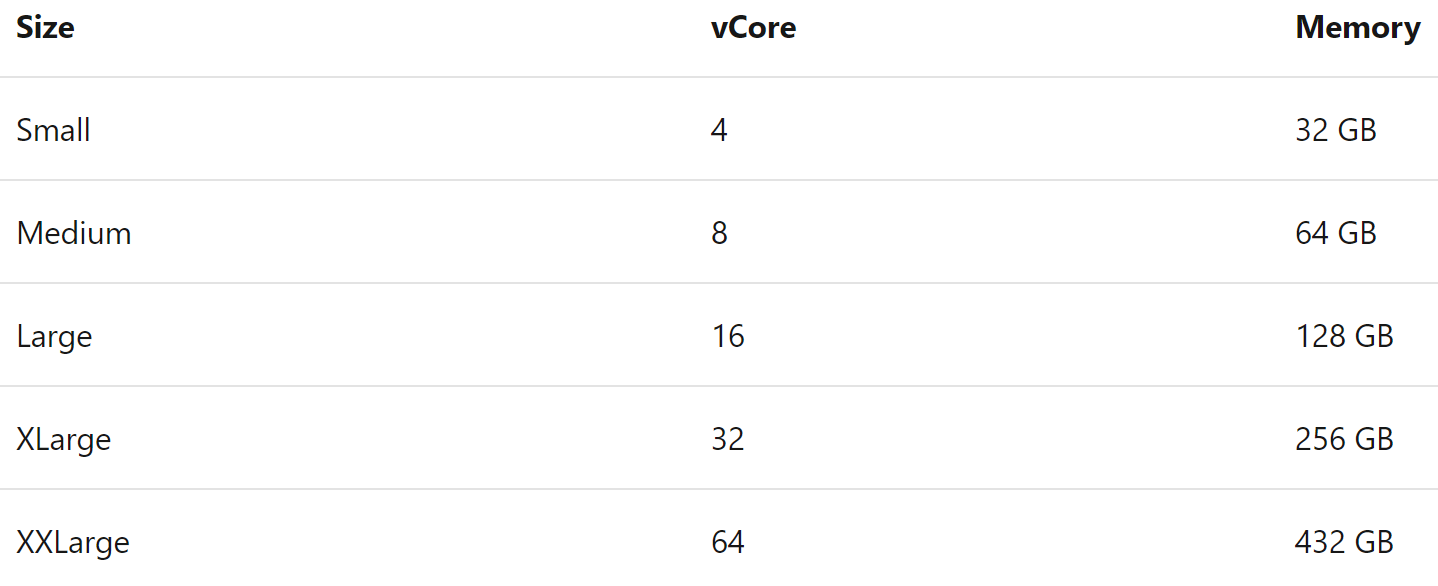 Size vCore Memory
Small 4 32 GB
Medium 8 64 GB
Large 16 128 GB
XLarge 32 256 GB
XXLarge 64 432 GB